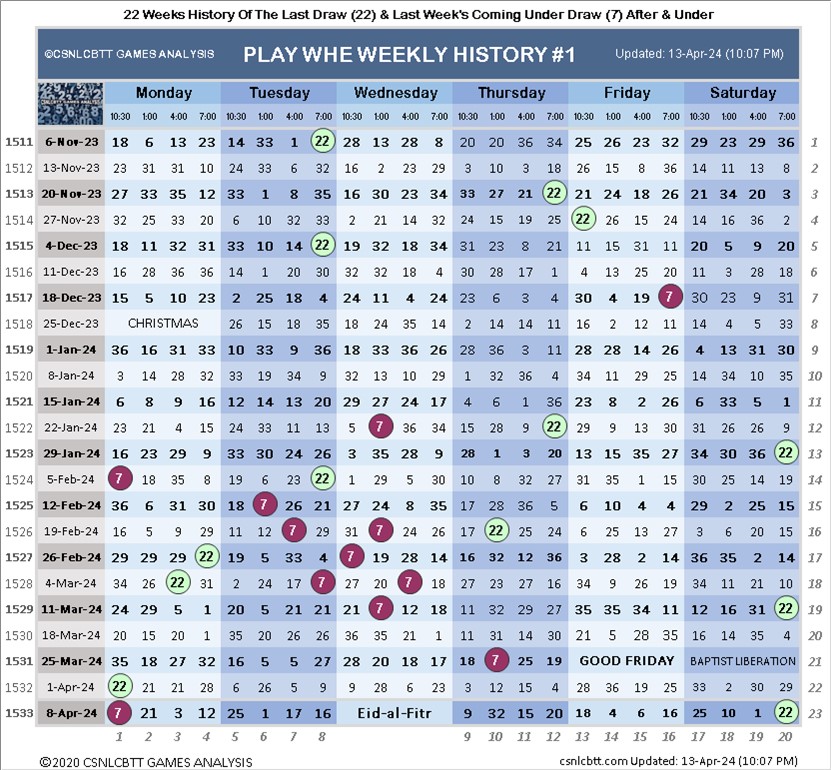 22 Weeks History Of The Last Draw (22) & Last Week's Coming Under Draw (7) After & Under
©CSNLCBTT GAMES ANALYSIS PLAY WHE WEEKLY HISTORY #1 Updated: 13-Apr-24 (10:07 PM)
Monday Tuesday Wednesday Thursday Friday Saturday
10:30 1:00 4:00 7:00 10:30 1:00 4:00 7:00 10:30 1:00 4:00 7:00 10:30 1:00 4:00 7:00 10:30 1:00 4:00 7:00 10:30 1:00 4:00 7:00
1511 6-Nov-23 18 6 13 23 14 33 1 22 28 13 28 8 20 20 36 34 25 26 23 32 29 23 29 36 1
1512 13-Nov-23 23 31 31 10 24 33 6 32 16 2 23 29 3 10 3 18 26 15 8 36 14 11 13 8 2
1513 20-Nov-23 27 33 35 12 33 1 8 35 16 30 23 34 33 27 21 22 21 24 18 26 21 34 20 3 3
1514 27-Nov-23 32 25 33 20 6 10 32 33 2 21 14 32 24 15 19 25 22 26 15 24 14 16 36 2 4
1515 4-Dec-23 18 11 32 31 33 10 14 22 19 32 18 34 31 23 8 21 11 15 31 11 20 5 9 20 5
1516 11-Dec-23 16 28 36 36 14 1 20 30 32 32 18 4 30 28 17 1 4 13 25 20 11 3 28 18 6
1517 18-Dec-23 15 5 10 23 2 25 18 4 24 11 4 24 23 6 3 4 30 4 19 7 30 23 9 31 7
1518 25-Dec-23 CHRISTMAS 26 15 18 35 18 24 35 14 2 14 14 11 16 2 12 11 14 4 5 33 8
1519 1-Jan-24 36 16 31 33 10 33 9 36 18 33 36 26 28 36 3 11 28 28 14 26 4 13 31 30 9
1520 8-Jan-24 3 14 28 32 33 19 34 9 32 13 10 29 1 32 36 4 34 11 29 25 14 34 10 35 10
1521 15-Jan-24 6 8 9 16 12 14 13 20 29 27 24 17 4 6 1 36 23 8 2 26 6 33 5 1 11
1522 22-Jan-24 23 21 4 15 24 33 11 13 5 7 36 34 15 28 9 22 29 9 13 30 31 26 26 9 12
1523 29-Jan-24 16 23 29 9 33 30 24 26 3 35 28 9 28 1 3 20 13 15 35 27 34 30 36 22 13
1524 5-Feb-24 7 18 35 8 19 6 23 22 1 29 5 30 10 8 32 27 31 35 1 15 30 25 14 19 14
1525 12-Feb-24 36 6 31 30 18 7 26 21 27 24 8 35 17 28 36 5 6 10 4 4 29 2 25 15 15
1526 19-Feb-24 16 5 9 29 11 12 7 29 31 7 24 26 17 22 25 26 6 25 13 27 3 6 20 15 16
1527 26-Feb-24 29 29 29 22 19 5 33 4 7 19 28 14 16 32 12 36 3 28 2 14 36 35 2 14 17
1528 4-Mar-24 34 26 22 31 2 24 17 7 27 20 7 18 27 23 27 16 34 9 26 19 34 11 21 10 18
1529 11-Mar-24 24 29 5 1 20 5 21 21 21 7 12 18 11 32 29 27 35 35 34 11 12 16 31 22 19
1530 18-Mar-24 20 15 20 1 35 20 26 26 36 35 21 1 11 31 14 30 21 5 28 35 16 14 35 4 20
1531 25-Mar-24 35 18 27 32 16 5 5 27 28 20 18 17 18 7 25 19 GOOD FRIDAY BAPTIST LIBERATION 21
1532 1-Apr-24 22 21 21 28 6 26 5 9 9 28 6 23 3 12 15 4 28 36 19 25 33 2 30 29 22
1533 8-Apr-24 7 21 3 12 25 1 17 16 Eid-al-Fitr 9 32 15 20 18 4 6 16 25 10 1 22 23
1 2 3 4 5 6 7 8 9 10 11 12 13 14 15 16 17 18 19 20
©2020 CSNLCBTT GAMES ANALYSIS csnlcbtt.com Updated: 13-Apr-24 (10:07 PM)